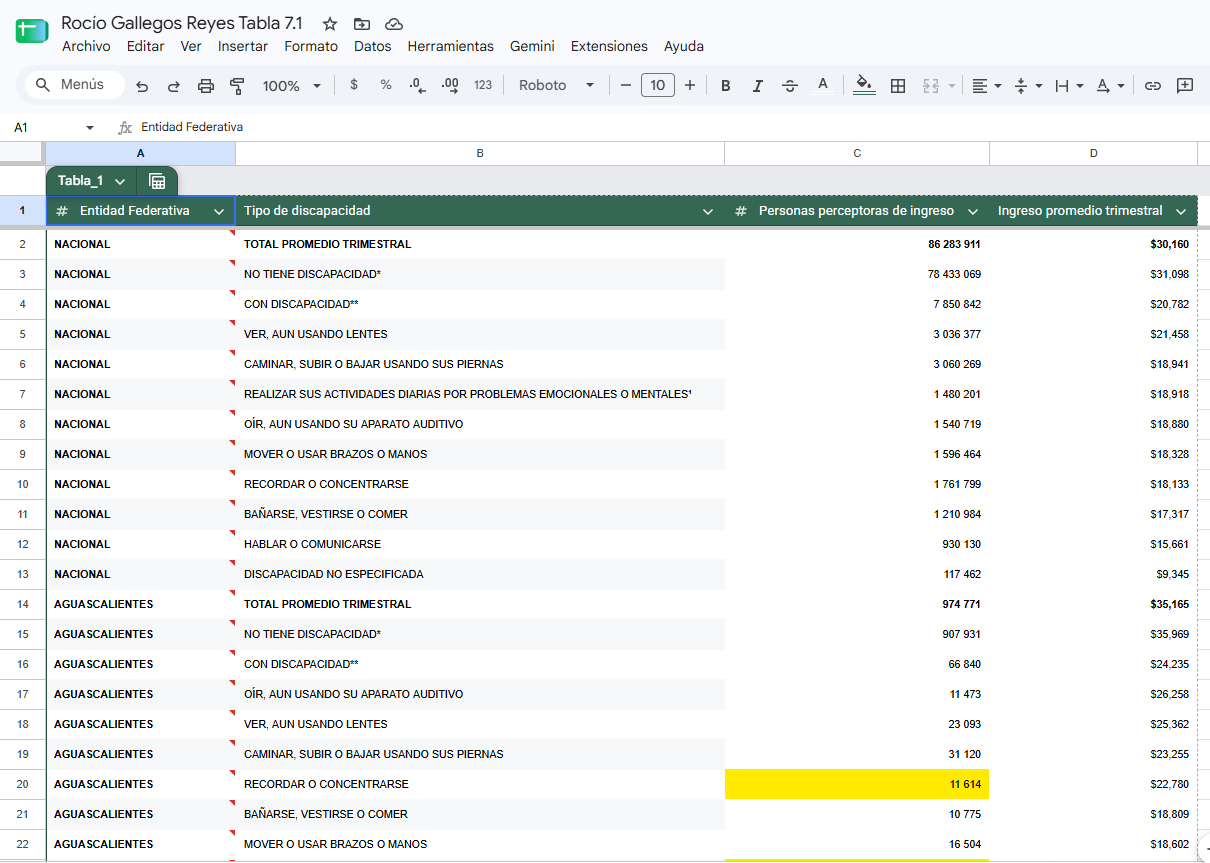 Rocío Gallegos Reyes Tabla 7.1
Archivo Editar Ver Insertar Formato Datos Herramientas Gemini Extensiones Ayuda
Menús 100% $ % .0 .00 123 Roboto − 10 + B I A A
A1 fx Entidad Federativa
A B C D
Tabla_1
1 # Entidad Federativa Tipo de discapacidad # Personas perceptoras de ingreso Ingreso promedio trimestral
2 NACIONAL TOTAL PROMEDIO TRIMESTRAL 86 283 911 $30,160
3 NACIONAL NO TIENE DISCAPACIDAD* 78 433 069 $31,098
4 NACIONAL CON DISCAPACIDAD** 7 850 842 $20,782
5 NACIONAL VER, AUN USANDO LENTES 3 036 377 $21,458
6 NACIONAL CAMINAR, SUBIR O BAJAR USANDO SUS PIERNAS 3 060 269 $18,941
7 NACIONAL REALIZAR SUS ACTIVIDADES DIARIAS POR PROBLEMAS EMOCIONALES O MENTALES¹ 1 480 201 $18,918
8 NACIONAL OÍR, AUN USANDO SU APARATO AUDITIVO 1 540 719 $18,880
9 NACIONAL MOVER O USAR BRAZOS O MANOS 1 596 464 $18,328
10 NACIONAL RECORDAR O CONCENTRARSE 1 761 799 $18,133
11 NACIONAL BAÑARSE, VESTIRSE O COMER 1 210 984 $17,317
12 NACIONAL HABLAR O COMUNICARSE 930 130 $15,661
13 NACIONAL DISCAPACIDAD NO ESPECIFICADA 117 462 $9,345
14 AGUASCALIENTES TOTAL PROMEDIO TRIMESTRAL 974 771 $35,165
15 AGUASCALIENTES NO TIENE DISCAPACIDAD* 907 931 $35,969
16 AGUASCALIENTES CON DISCAPACIDAD** 66 840 $24,235
17 AGUASCALIENTES OÍR, AUN USANDO SU APARATO AUDITIVO 11 473 $26,258
18 AGUASCALIENTES VER, AUN USANDO LENTES 23 093 $25,362
19 AGUASCALIENTES CAMINAR, SUBIR O BAJAR USANDO SUS PIERNAS 31 120 $23,255
20 AGUASCALIENTES RECORDAR O CONCENTRARSE 11 614 $22,780
21 AGUASCALIENTES BAÑARSE, VESTIRSE O COMER 10 775 $18,809
22 AGUASCALIENTES MOVER O USAR BRAZOS O MANOS 16 504 $18,602